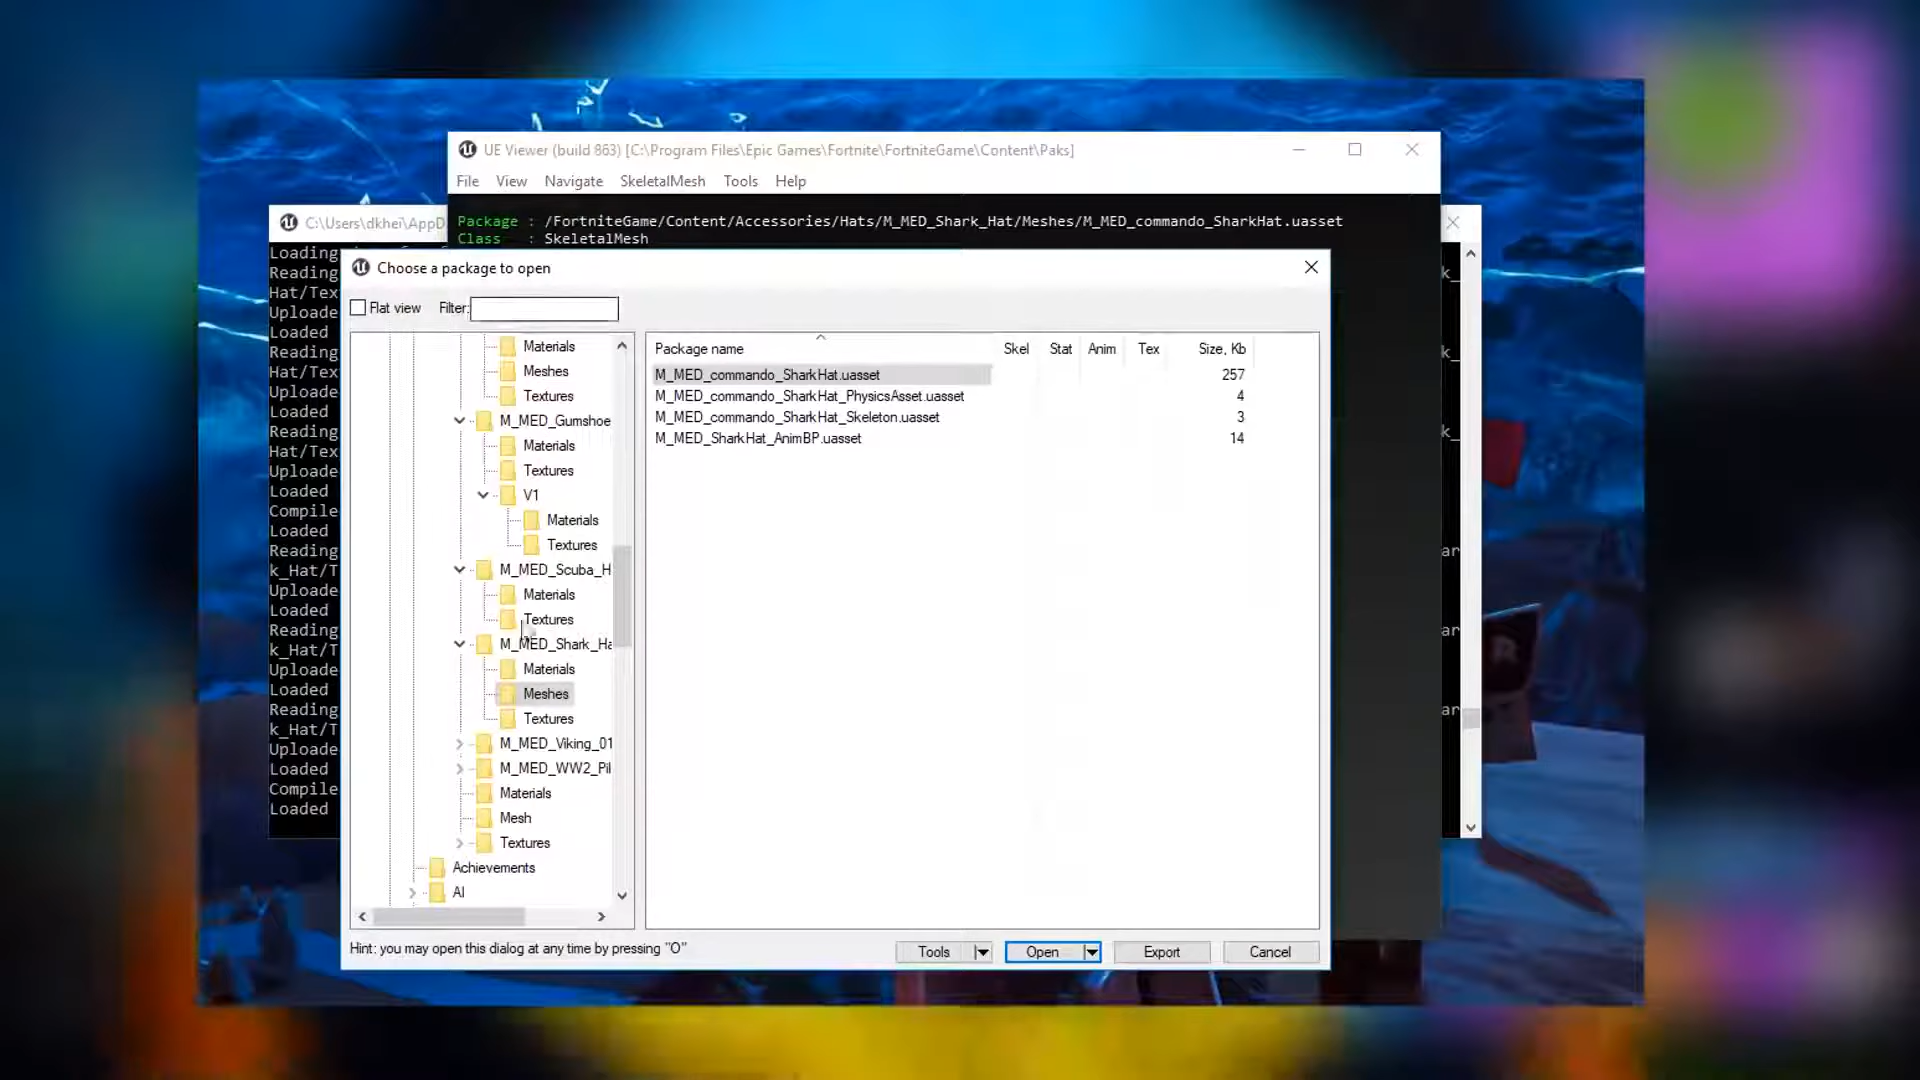 UE Viewer (build 863) [C:\Program Files\Epic Games\Fortnite\FortniteGame\Content\Paks]
File View Navigate SkeletalMesh Tools Help
C:\Users\dkhei\AppD
Package : /FortniteGame/Content/Accessories/Hats/M_MED_Shark_Hat/Meshes/M_MED_commando_SharkHat.uasset
Class : SkeletalMesh
Loading
Reading
Hat/Tex
Uploade
Loaded
Reading
Hat/Tex
Uploade
Loaded
Reading
Hat/Tex
Uploade
Loaded
Compile
Loaded
Reading
k_Hat/T
Uploade
Loaded
Reading
k_Hat/T
Uploade
Loaded
Reading
k_Hat/T
Uploade
Loaded
Compile
Loaded
k_
k_
k_
ar
ar
ar
Choose a package to open
Flat view Filter:
Materials
Meshes
Textures
M_MED_Gumshoe
Materials
Textures
V1
Materials
Textures
M_MED_Scuba_H
Materials
Textures
M_MED_Shark_Ha
Materials
Meshes
Textures
M_MED_Viking_01
M_MED_WW2_Pil
Materials
Mesh
Textures
Achievements
AI
Package name Skel Stat Anim Tex Size, Kb
M_MED_commando_SharkHat.uasset 257
M_MED_commando_SharkHat_PhysicsAsset.uasset 4
M_MED_commando_SharkHat_Skeleton.uasset 3
M_MED_SharkHat_AnimBP.uasset 14
Hint: you may open this dialog at any time by pressing "O"
Tools Open Export Cancel